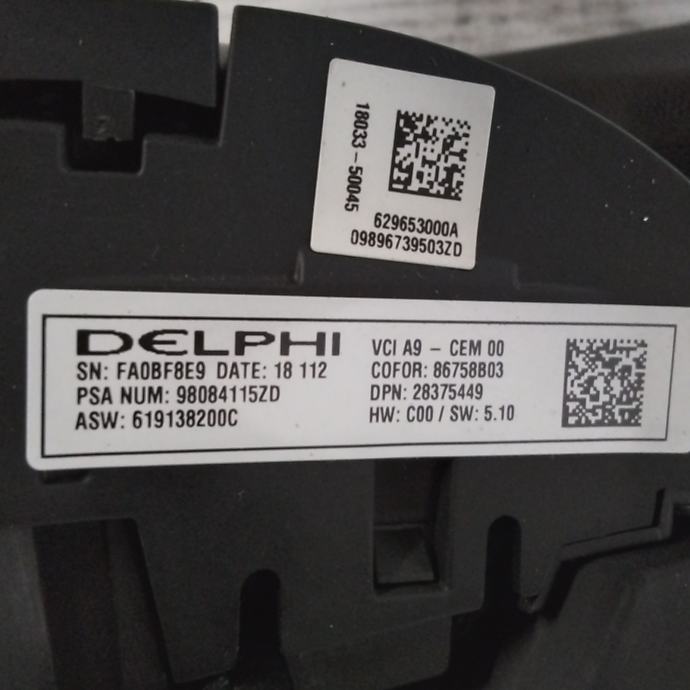 18033-50045
629653000A
09896739503ZD
DELPHI
SN: FA0BF8E9 DATE: 18 112
PSA NUM: 98084115ZD
ASW: 619138200C
VCI A9 - CEM 00
COFOR: 86758B03
DPN: 28375449
HW: C00 / SW: 5.10